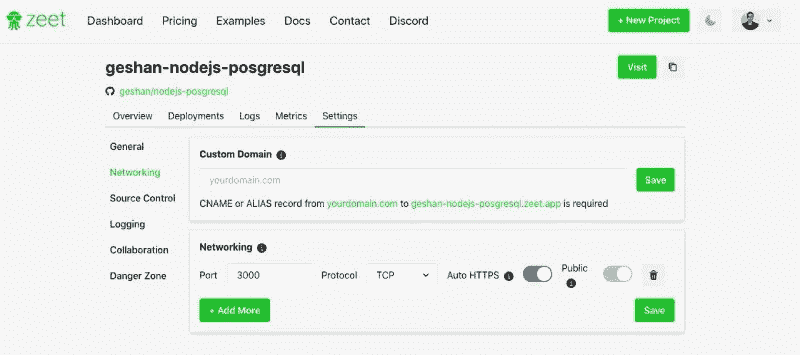 zeet Dashboard Pricing Examples Docs Contact Discord + New Project
geshan-nodejs-posgresql Visit
geshan/nodejs-posgresql
Overview Deployments Logs Metrics Settings
General
Networking
Source Control
Logging
Collaboration
Danger Zone
Custom Domain
yourdomain.com Save
CNAME or ALIAS record from yourdomain.com to geshan-nodejs-posgresql.zeet.app is required
Networking
Port 3000 Protocol TCP Auto HTTPS Public
+ Add More Save